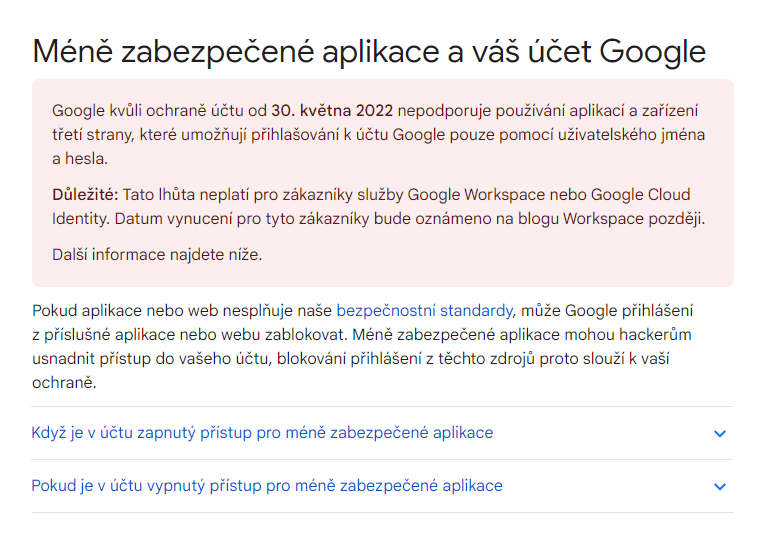 Méně zabezpečené aplikace a váš účet Google
Google kvůli ochraně účtu od 30. května 2022 nepodporuje používání aplikací a zařízení
třetí strany, které umožňují přihlašování k účtu Google pouze pomocí uživatelského jména
a hesla.
Důležité: Tato lhůta neplatí pro zákazníky služby Google Workspace nebo Google Cloud
Identity. Datum vynucení pro tyto zákazníky bude oznámeno na blogu Workspace později.
Další informace najdete níže.
Pokud aplikace nebo web nesplňuje naše bezpečnostní standardy, může Google přihlášení
z příslušné aplikace nebo webu zablokovat. Méně zabezpečené aplikace mohou hackerům
usnadnit přístup do vašeho účtu, blokování přihlášení z těchto zdrojů proto slouží k vaší
ochraně.
Když je v účtu zapnutý přístup pro méně zabezpečené aplikace
Pokud je v účtu vypnutý přístup pro méně zabezpečené aplikace